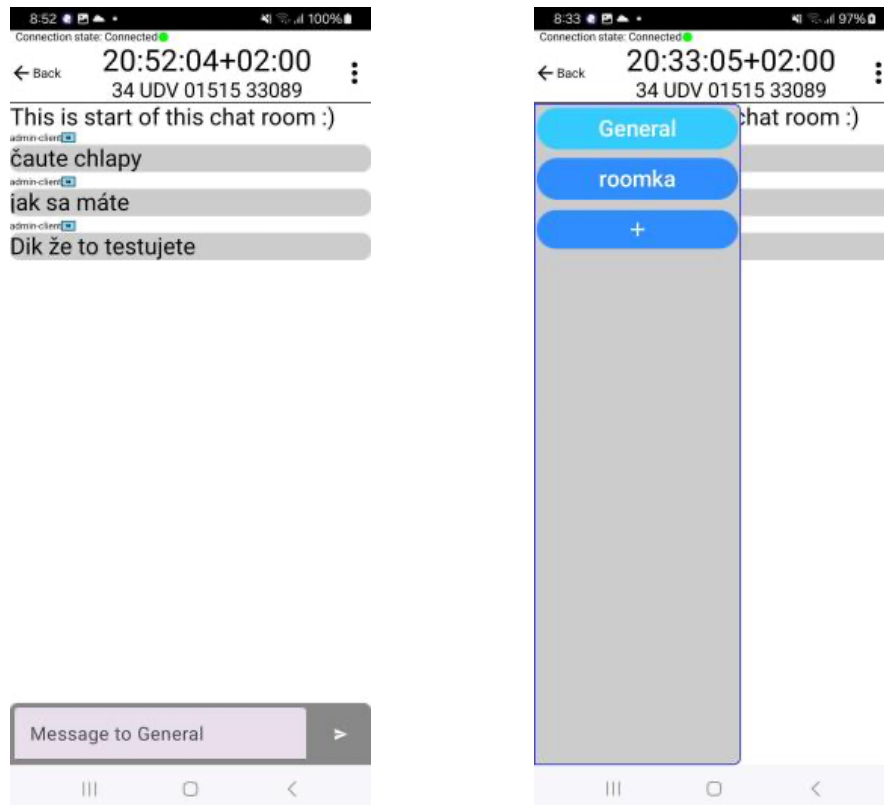 8:52
100%
Connection state: Connected
Back
20:52:04+02:00
34 UDV 01515 33089
This is start of this chat room :)
admin-client
čaute chlapy
admin-client
jak sa máte
admin-client
Dik že to testujete
Message to General
8:33
97%
Connection state: Connected
Back
20:33:05+02:00
34 UDV 01515 33089
chat room :)
General
roomka
+